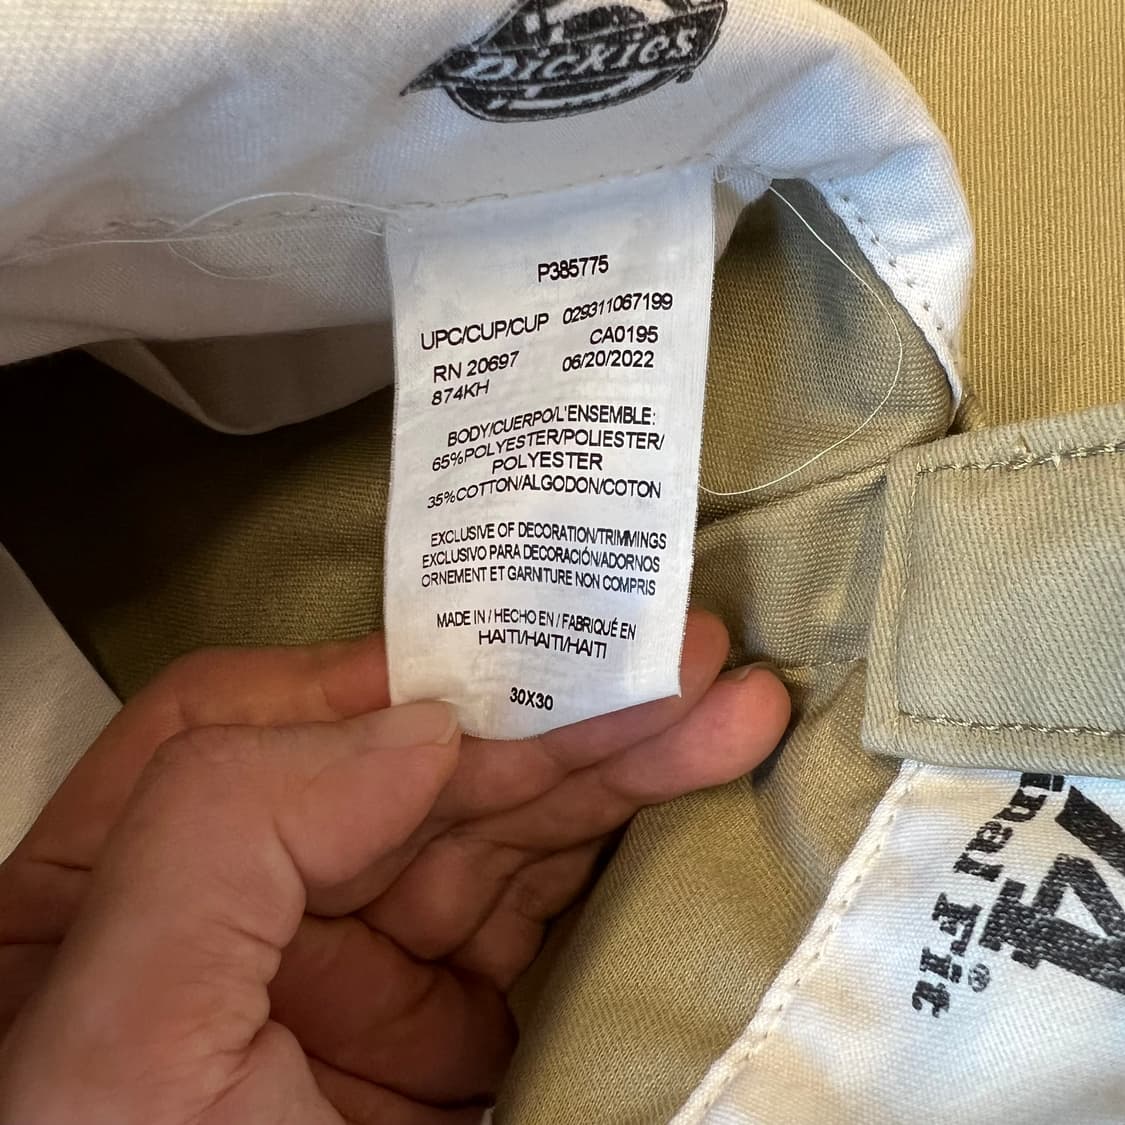 Dickies
P385775
UPC/CUP/CUP 029311067199
RN 20697 CA0195
874KH 06/20/2022
BODY/CUERPO/L'ENSEMBLE:
65%POLYESTER/POLIESTER/
POLYESTER
35%COTTON/ALGODON/COTON
EXCLUSIVE OF DECORATION/TRIMMINGS
EXCLUSIVO PARA DECORACIÓN/ADORNOS
ORNEMENT ET GARNITURE NON COMPRIS
MADE IN / HECHO EN / FABRIQUÉ EN
HAITI/HAITI/HAITI
30X30
74
inal Fit®